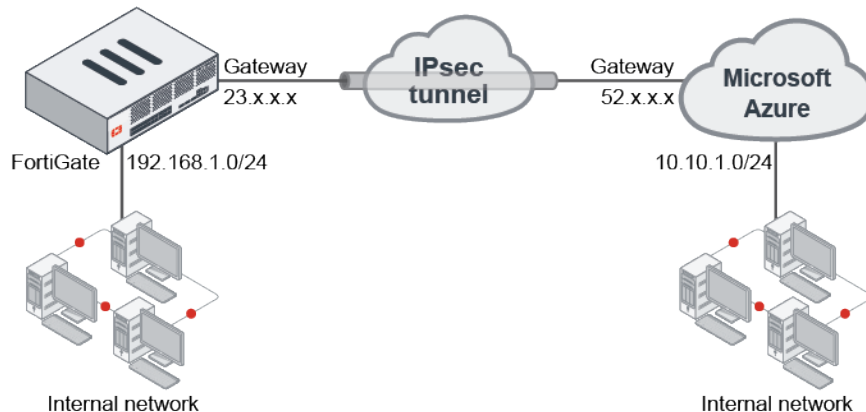 Gateway
23.x.x.x
IPsec
tunnel
Gateway
52.x.x.x
Microsoft
Azure
FortiGate
192.168.1.0/24
10.10.1.0/24
Internal network
Internal network